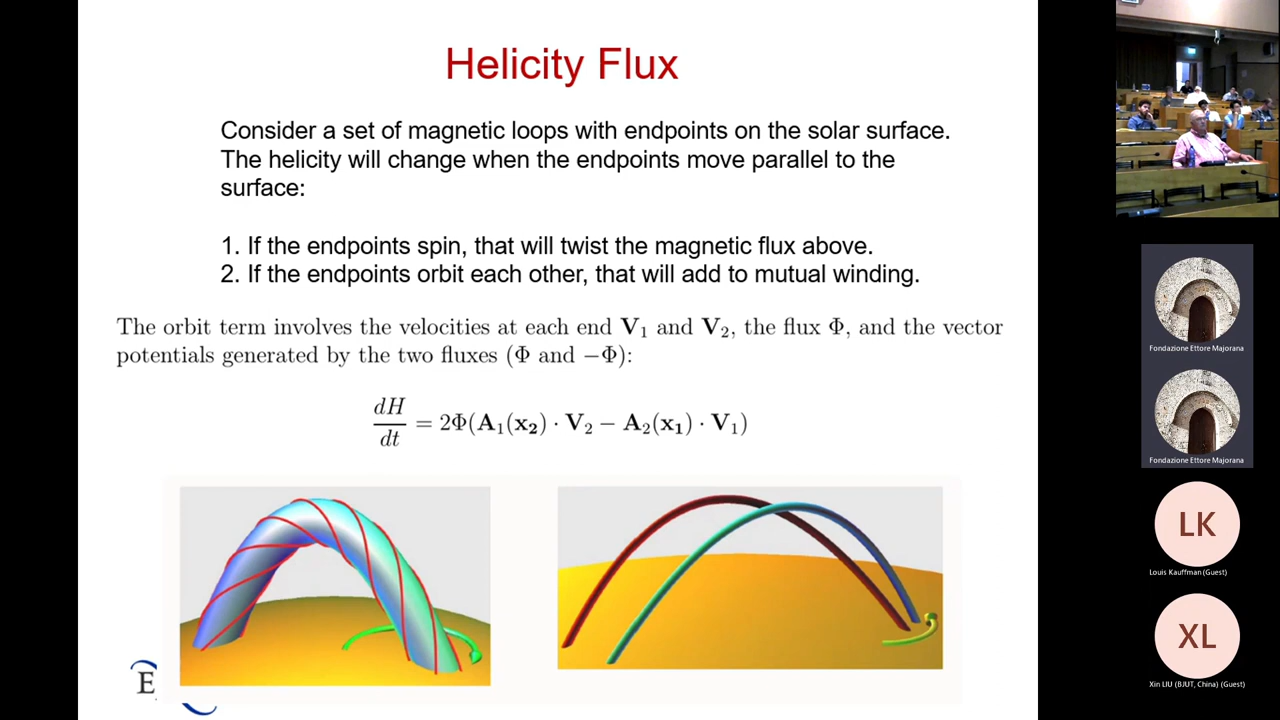 Helicity Flux
Consider a set of magnetic loops with endpoints on the solar surface.
The helicity will change when the endpoints move parallel to the
surface:
1. If the endpoints spin, that will twist the magnetic flux above.
2. If the endpoints orbit each other, that will add to mutual winding.
The orbit term involves the velocities at each end V₁ and V₂, the flux Φ, and the vector
potentials generated by the two fluxes (Φ and −Φ):
dH/dt = 2Φ(A₁(x₂) · V₂ − A₂(x₁) · V₁)
E
Fondazione Ettore Majorana
Fondazione Ettore Majorana
LK
Louis Kauffman (Guest)
XL
Xin LIU (BJUT, China) (Guest)